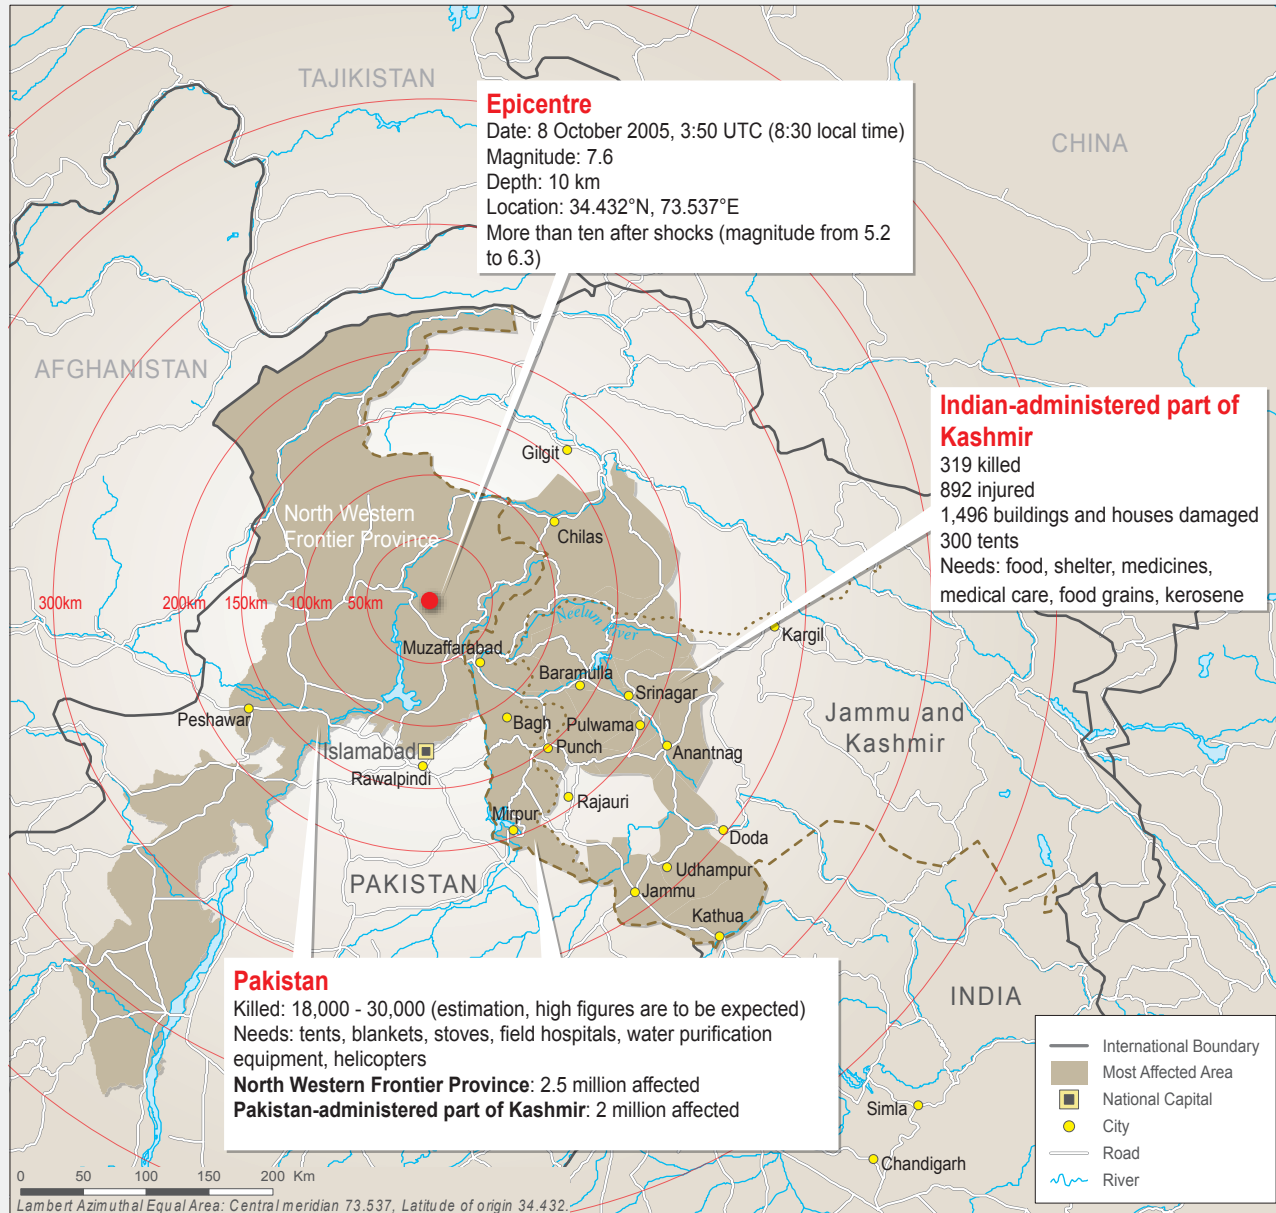 TAJIKISTAN
CHINA
AFGHANISTAN
Epicentre
Date: 8 October 2005, 3:50 UTC (8:30 local time)
Magnitude: 7.6
Depth: 10 km
Location: 34.432°N, 73.537°E
More than ten after shocks (magnitude from 5.2
to 6.3)
Indian-administered part of
Kashmir
319 killed
892 injured
1,496 buildings and houses damaged
300 tents
Needs: food, shelter, medicines,
medical care, food grains, kerosene
Gilgit
North Western
Frontier Province
Chilas
300km
200km
150km
100km
50km
Neelum River
Kargil
Muzaffarabad
Baramulla
Srinagar
Peshawar
Bagh
Pulwama
Jammu and
Kashmir
Islamabad
Punch
Anantnag
Rawalpindi
Rajauri
Mirpur
Doda
Udhampur
PAKISTAN
Jammu
Kathua
Pakistan
Killed: 18,000 - 30,000 (estimation, high figures are to be expected)
Needs: tents, blankets, stoves, field hospitals, water purification
equipment, helicopters
North Western Frontier Province: 2.5 million affected
Pakistan-administered part of Kashmir: 2 million affected
INDIA
Simla
Chandigarh
International Boundary
Most Affected Area
National Capital
City
Road
River
0 50 100 150 200 Km
Lambert Azimuthal Equal Area: Central meridian 73.537, Latitude of origin 34.432.